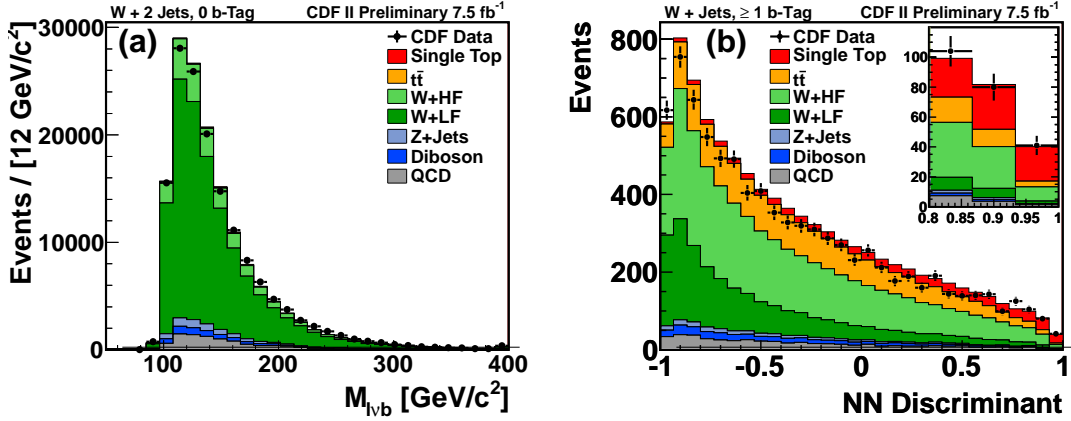 W + 2 Jets, 0 b-Tag
CDF II Preliminary 7.5 fb⁻¹
30000
20000
10000
0
Events / [12 GeV/c²]
(a)
CDF Data
Single Top
tt̄
W+HF
W+LF
Z+Jets
Diboson
QCD
100
200
300
400
M_lνb [GeV/c²]
W + Jets, ≥ 1 b-Tag
CDF II Preliminary 7.5 fb⁻¹
800
600
400
200
0
Events
(b)
CDF Data
Single Top
tt̄
W+HF
W+LF
Z+Jets
Diboson
QCD
100
80
60
40
20
0
0.8
0.85
0.9
0.95
1
-1
-0.5
0
0.5
1
NN Discriminant